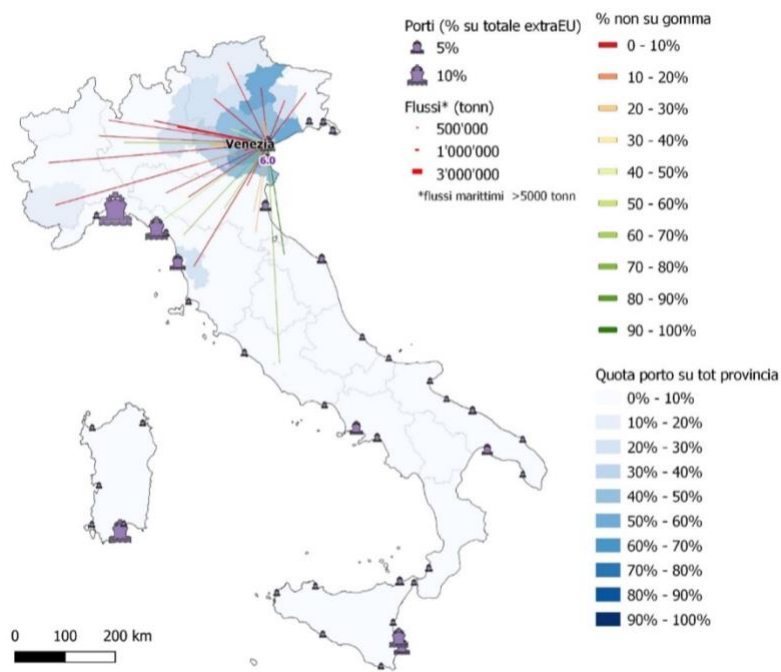 Porti (% su totale extraEU)
5%
10%
Flussi* (tonn)
500'000
1'000'000
3'000'000
*flussi marittimi >5000 tonn
% non su gomma
0 - 10%
10 - 20%
20 - 30%
30 - 40%
40 - 50%
50 - 60%
60 - 70%
70 - 80%
80 - 90%
90 - 100%
Venezia
6.0
Quota porto su tot provincia
0% - 10%
10% - 20%
20% - 30%
30% - 40%
40% - 50%
50% - 60%
60% - 70%
70% - 80%
80% - 90%
90% - 100%
0 100 200 km